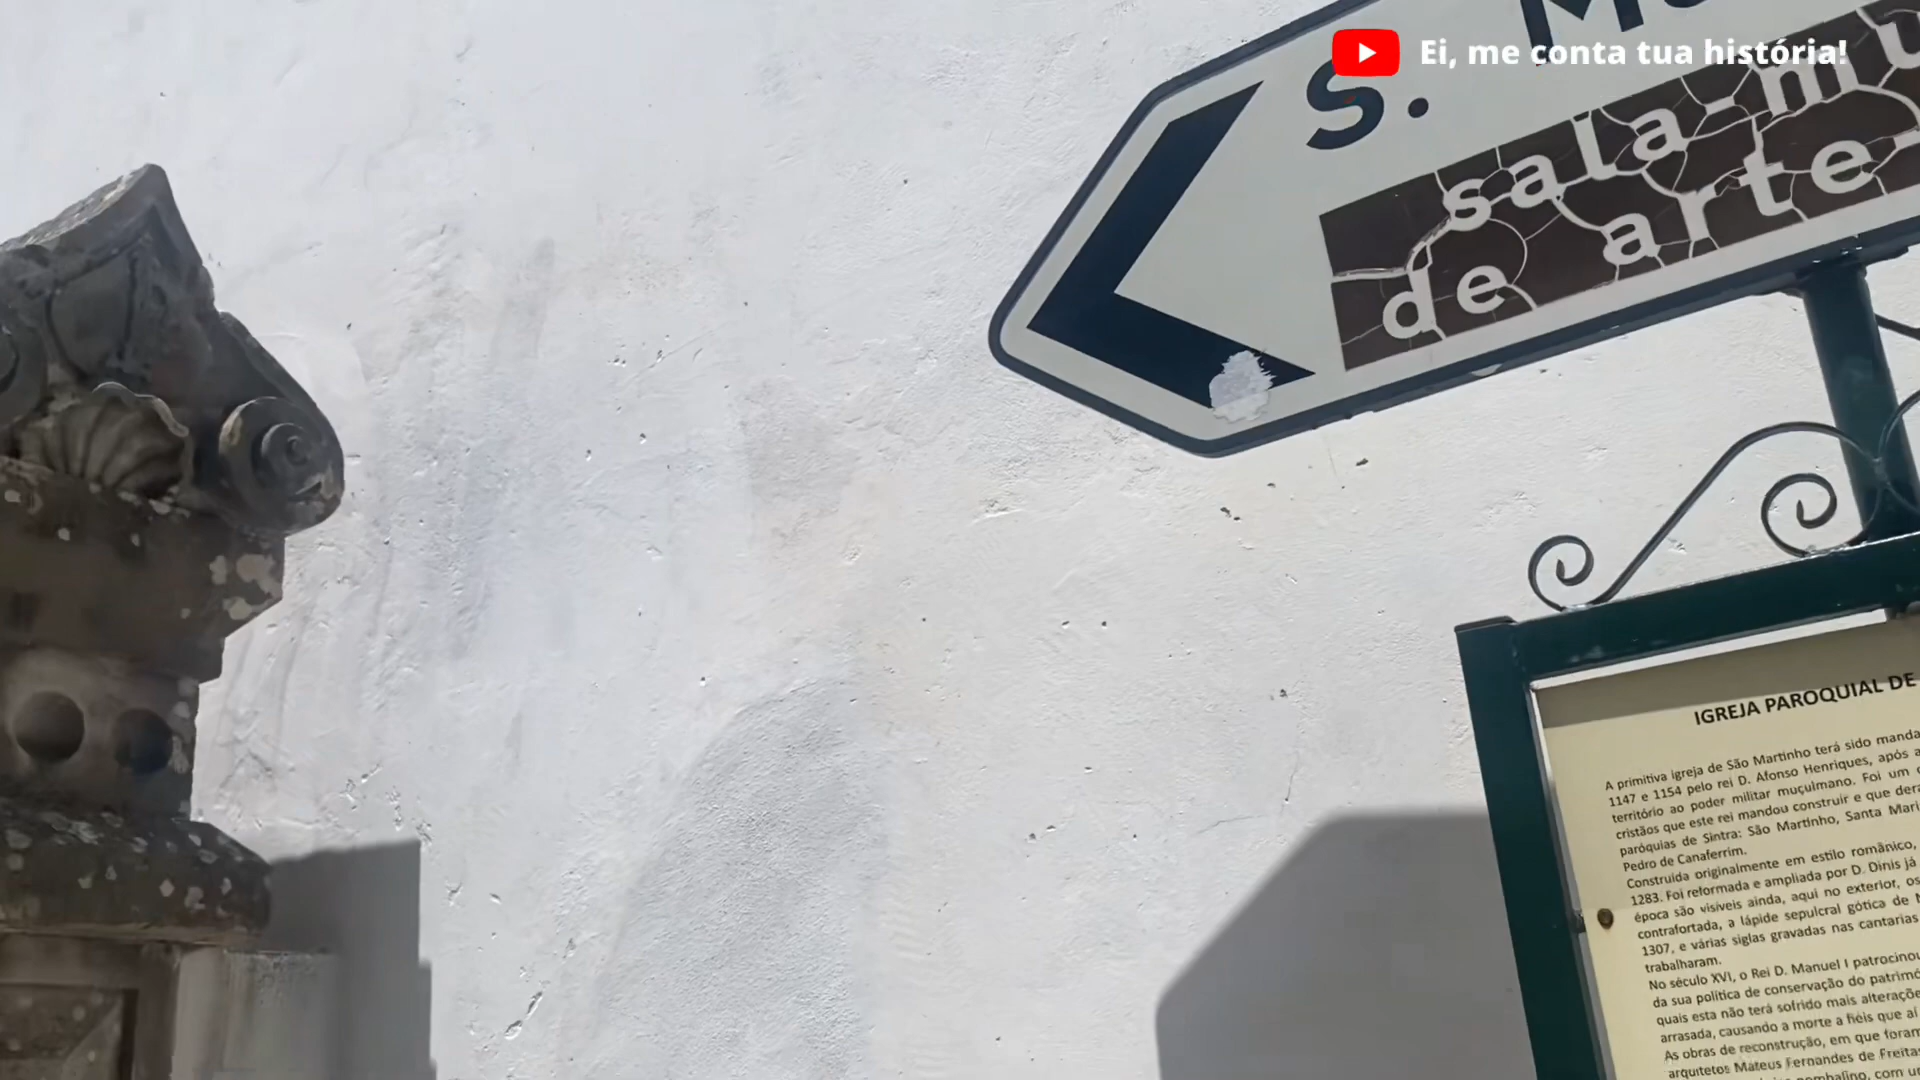 Ei, me conta tua história!
S.
sala-mu
de arte-
IGREJA PAROQUIAL DE
A primitiva igreja de São Martinho terá sido manda
1147 e 1154 pelo rei D. Afonso Henriques, após a
território ao poder militar muçulmano. Foi um
cristãos que este rei mandou construir e que dera
paróquias de Sintra: São Martinho, Santa Mari
Pedro de Canaferrim.
Construída originalmente em estilo românico,
1283. Foi reformada e ampliada por D. Dinis já
época são visíveis ainda, aqui no exterior, os
contrafortada, a lápide sepulcral gótica de
1307, e várias siglas gravadas nas cantarias
trabalharam.
No século XVI, o Rei D. Manuel I patrocinou
da sua política de conservação do patrimó
quais esta não terá sofrido mais alteraçõe
arrasada, causando a morte a fiéis que aí
As obras de reconstrução, em que foram
arquitetos Mateus Fernandes de Freitas
pombalino, com